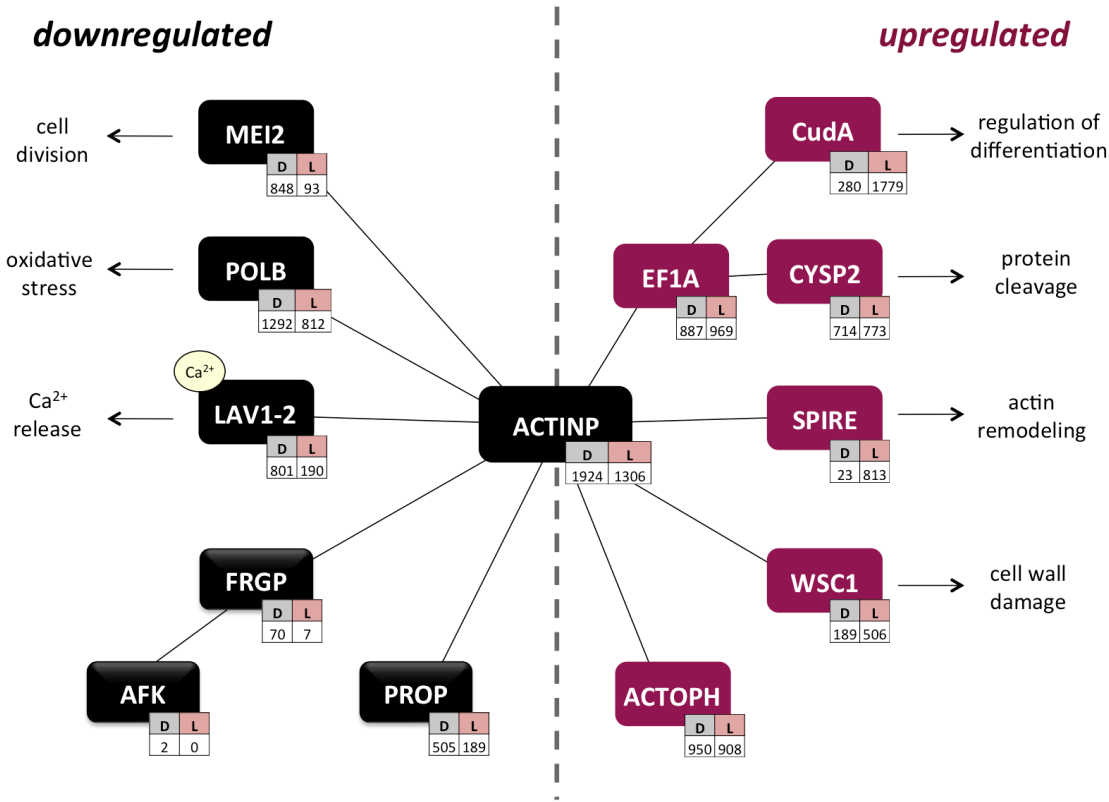 downregulated
upregulated
cell
division
MEI2
D L
848 93
CudA
D L
280 1779
regulation of
differentiation
oxidative
stress
POLB
D L
1292 812
EF1A
D L
887 969
CYSP2
D L
714 773
protein
cleavage
Ca²⁺
Ca²⁺
release
LAV1-2
D L
801 190
ACTINP
D L
1924 1306
SPIRE
D L
23 813
actin
remodeling
FRGP
D L
70 7
WSC1
D L
189 506
cell wall
damage
AFK
D L
2 0
PROP
D L
505 189
ACTOPH
D L
950 908